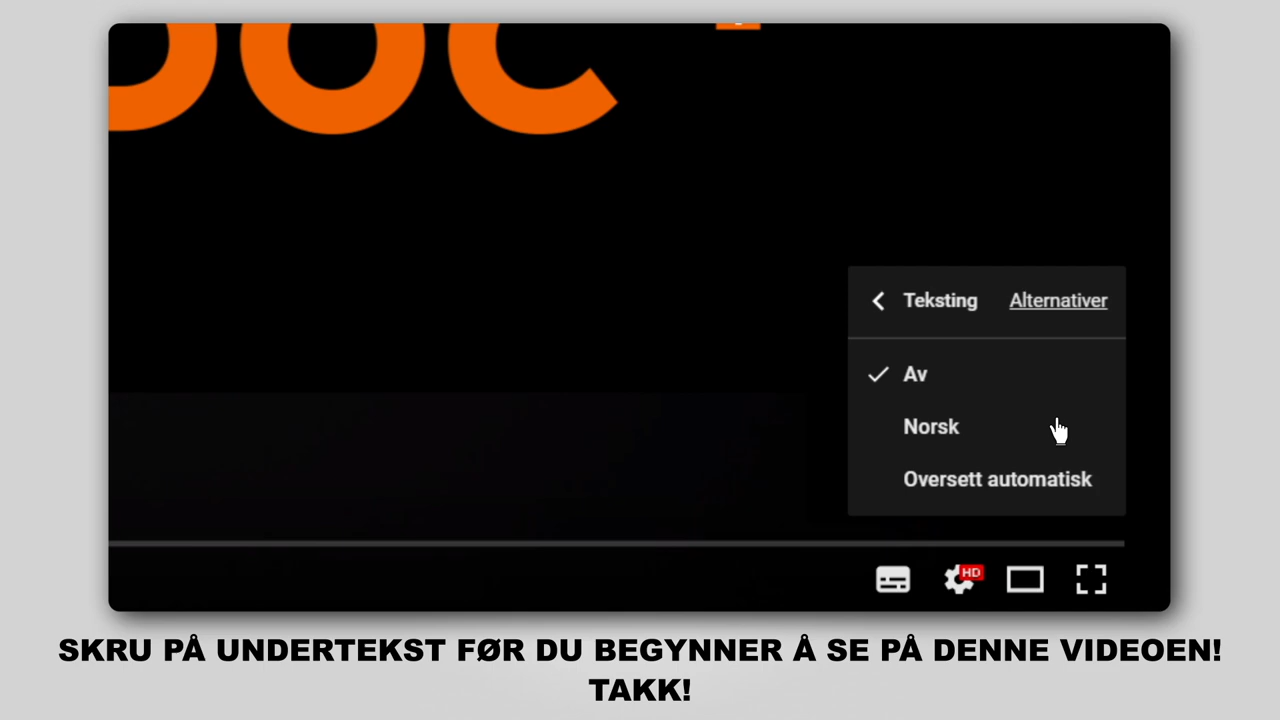 Teksting Alternativer
Av
Norsk
Oversett automatisk
HD
SKRU PÅ UNDERTEKST FØR DU BEGYNNER Å SE PÅ DENNE VIDEOEN!
TAKK!